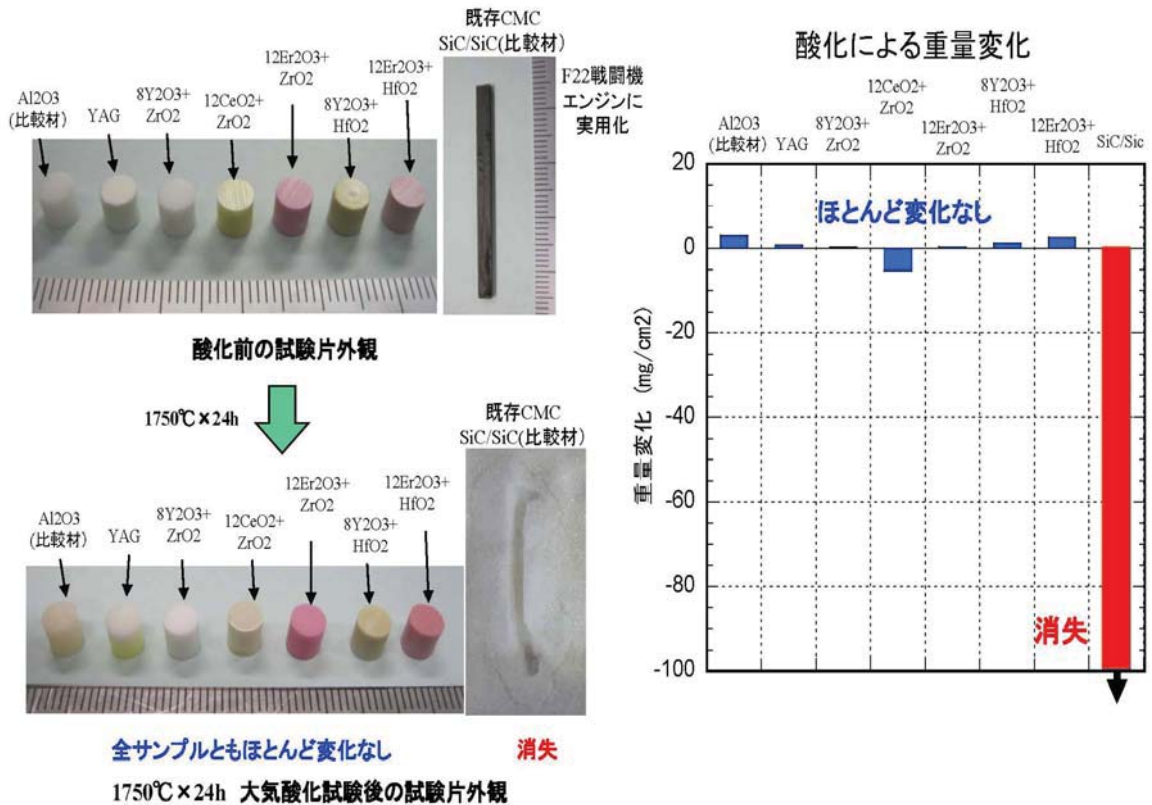 既存CMC
SiC/SiC(比較材)
F22戦闘機
エンジンに
実用化
Al2O3
(比較材)
YAG
8Y2O3+
ZrO2
12CeO2+
ZrO2
12Er2O3+
ZrO2
8Y2O3+
HfO2
12Er2O3+
HfO2
酸化前の試験片外観
1750℃×24h
既存CMC
SiC/SiC(比較材)
Al2O3
(比較材)
YAG
8Y2O3+
ZrO2
12CeO2+
ZrO2
12Er2O3+
ZrO2
8Y2O3+
HfO2
12Er2O3+
HfO2
全サンプルともほとんど変化なし
消失
1750℃×24h 大気酸化試験後の試験片外観
酸化による重量変化
Al2O3
(比較材)
YAG
8Y2O3+
ZrO2
12CeO2+
ZrO2
12Er2O3+
ZrO2
8Y2O3+
HfO2
12Er2O3+
HfO2
SiC/Sic
20
0
-20
-40
-60
-80
-100
重量変化 (mg/cm2)
ほとんど変化なし
消失